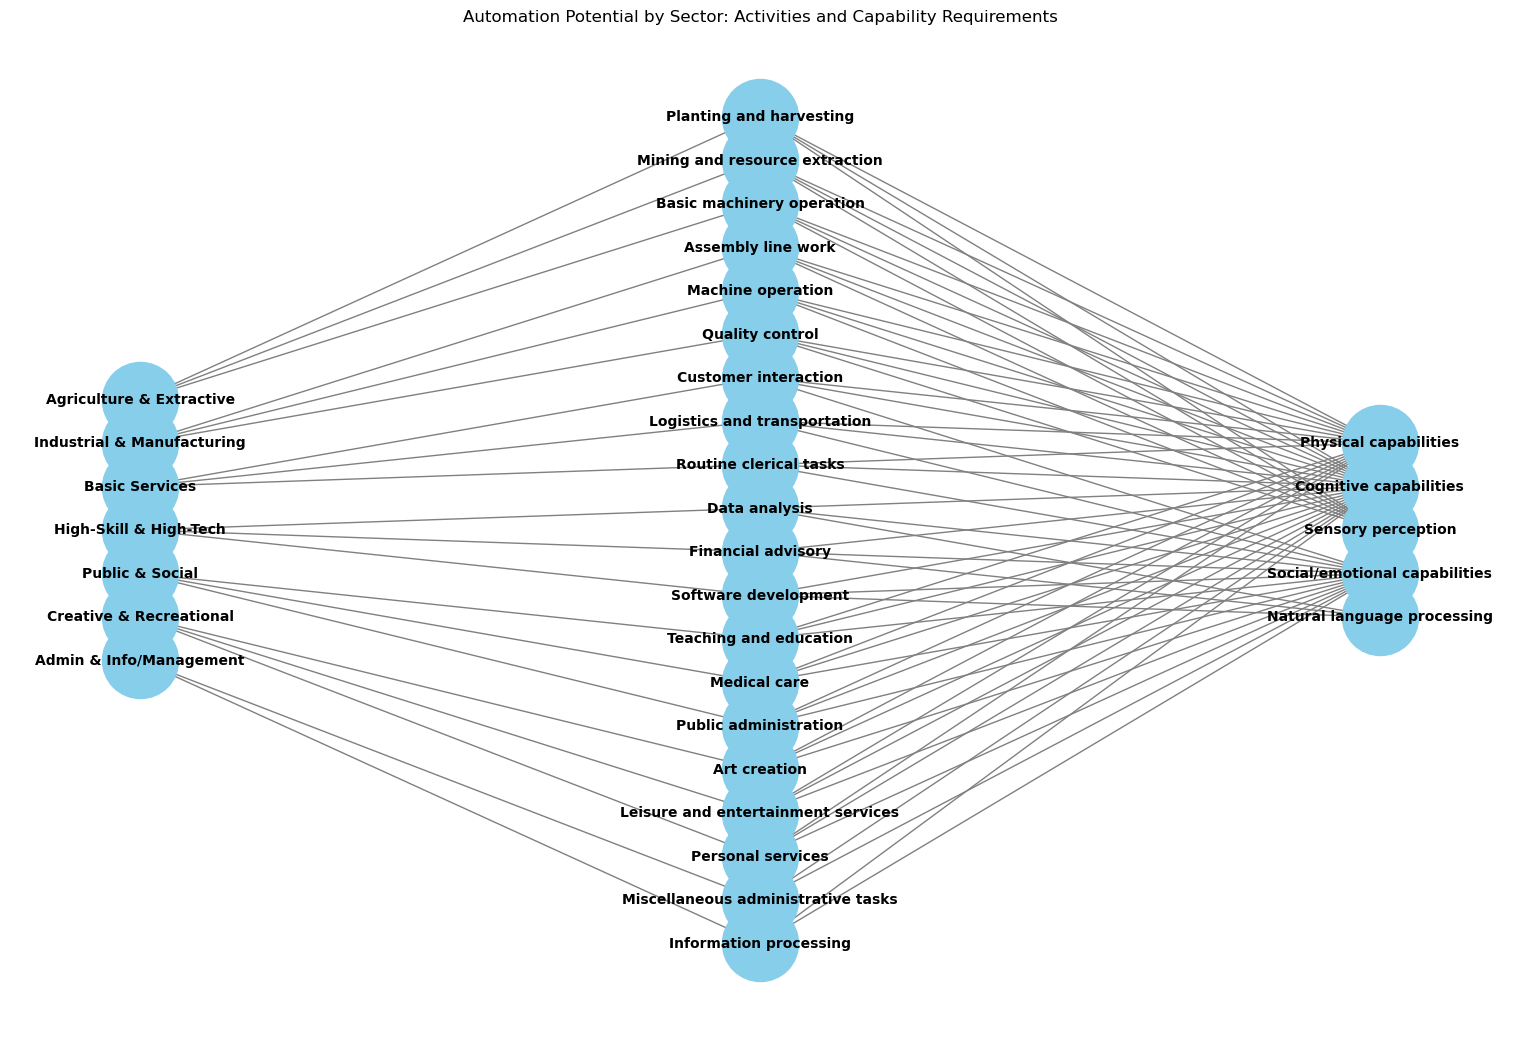 Automation Potential by Sector: Activities and Capability Requirements
Agriculture & Extractive
Industrial & Manufacturing
Basic Services
High-Skill & High-Tech
Public & Social
Creative & Recreational
Admin & Info/Management
Planting and harvesting
Mining and resource extraction
Basic machinery operation
Assembly line work
Machine operation
Quality control
Customer interaction
Logistics and transportation
Routine clerical tasks
Data analysis
Financial advisory
Software development
Teaching and education
Medical care
Public administration
Art creation
Leisure and entertainment services
Personal services
Miscellaneous administrative tasks
Information processing
Physical capabilities
Cognitive capabilities
Sensory perception
Social/emotional capabilities
Natural language processing